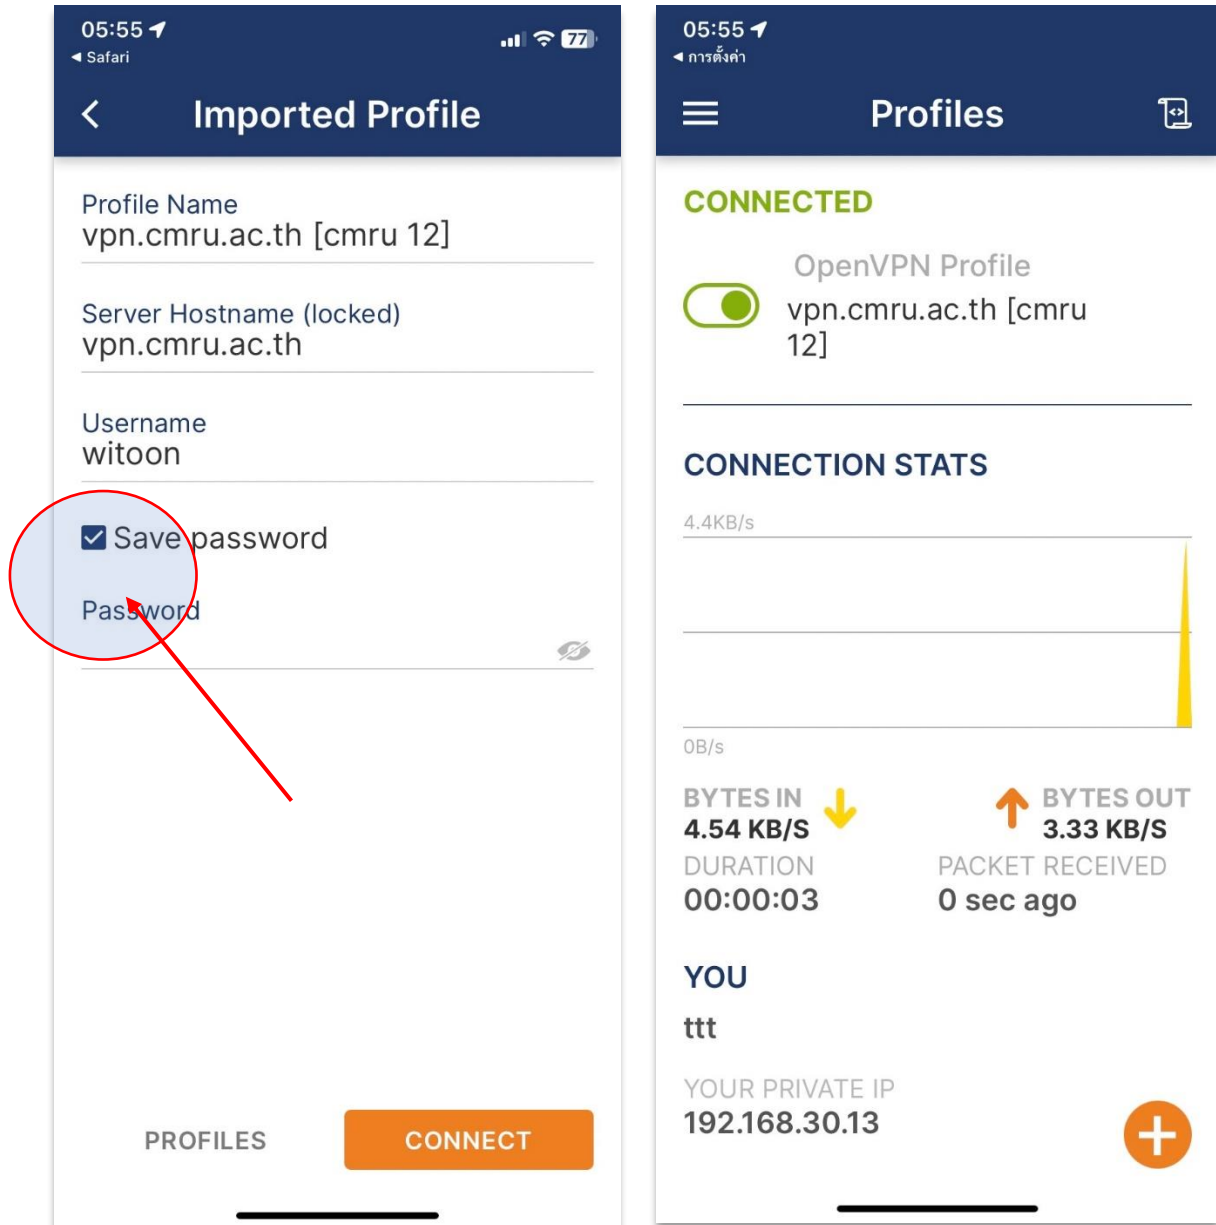 05:55
77
◄ Safari
Imported Profile
Profile Name
vpn.cmru.ac.th [cmru 12]
Server Hostname (locked)
vpn.cmru.ac.th
Username
witoon
Save password
Password
PROFILES
CONNECT
05:55
◄ การตั้งค่า
Profiles
CONNECTED
OpenVPN Profile
vpn.cmru.ac.th [cmru
12]
CONNECTION STATS
4.4KB/s
0B/s
BYTES IN
4.54 KB/S
BYTES OUT
3.33 KB/S
DURATION
00:00:03
PACKET RECEIVED
0 sec ago
YOU
ttt
YOUR PRIVATE IP
192.168.30.13